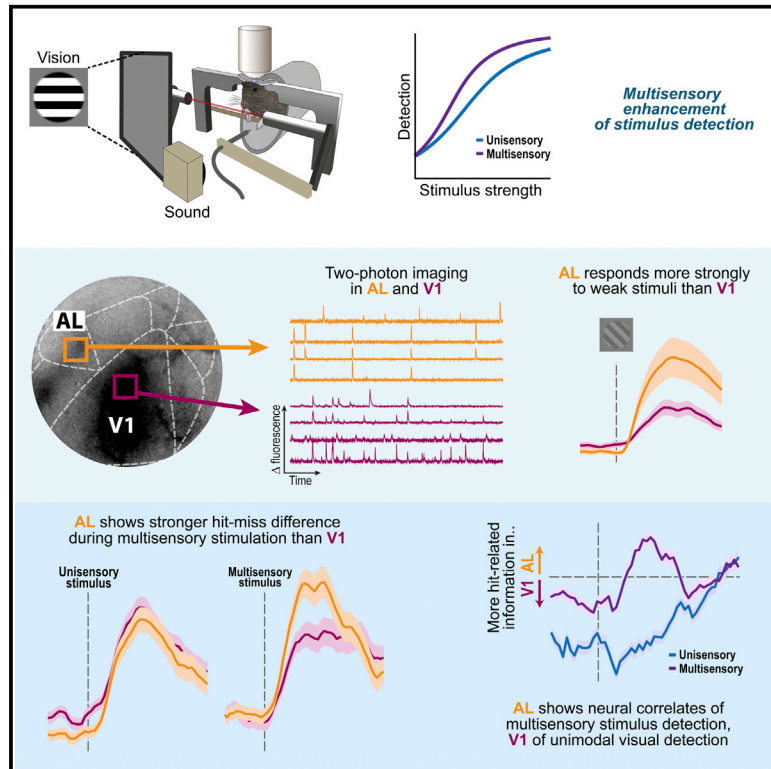 Vision
Sound
Detection
Unisensory
Multisensory
Stimulus strength
Multisensory
enhancement
of stimulus detection
AL
V1
Two-photon imaging
in AL and V1
Δ fluorescence
Time
AL responds more strongly
to weak stimuli than V1
AL shows stronger hit-miss difference
during multisensory stimulation than V1
Unisensory
stimulus
Multisensory
stimulus
More hit-related
information in..
V1 AL
Unisensory
Multisensory
AL shows neural correlates of
multisensory stimulus detection,
V1 of unimodal visual detection